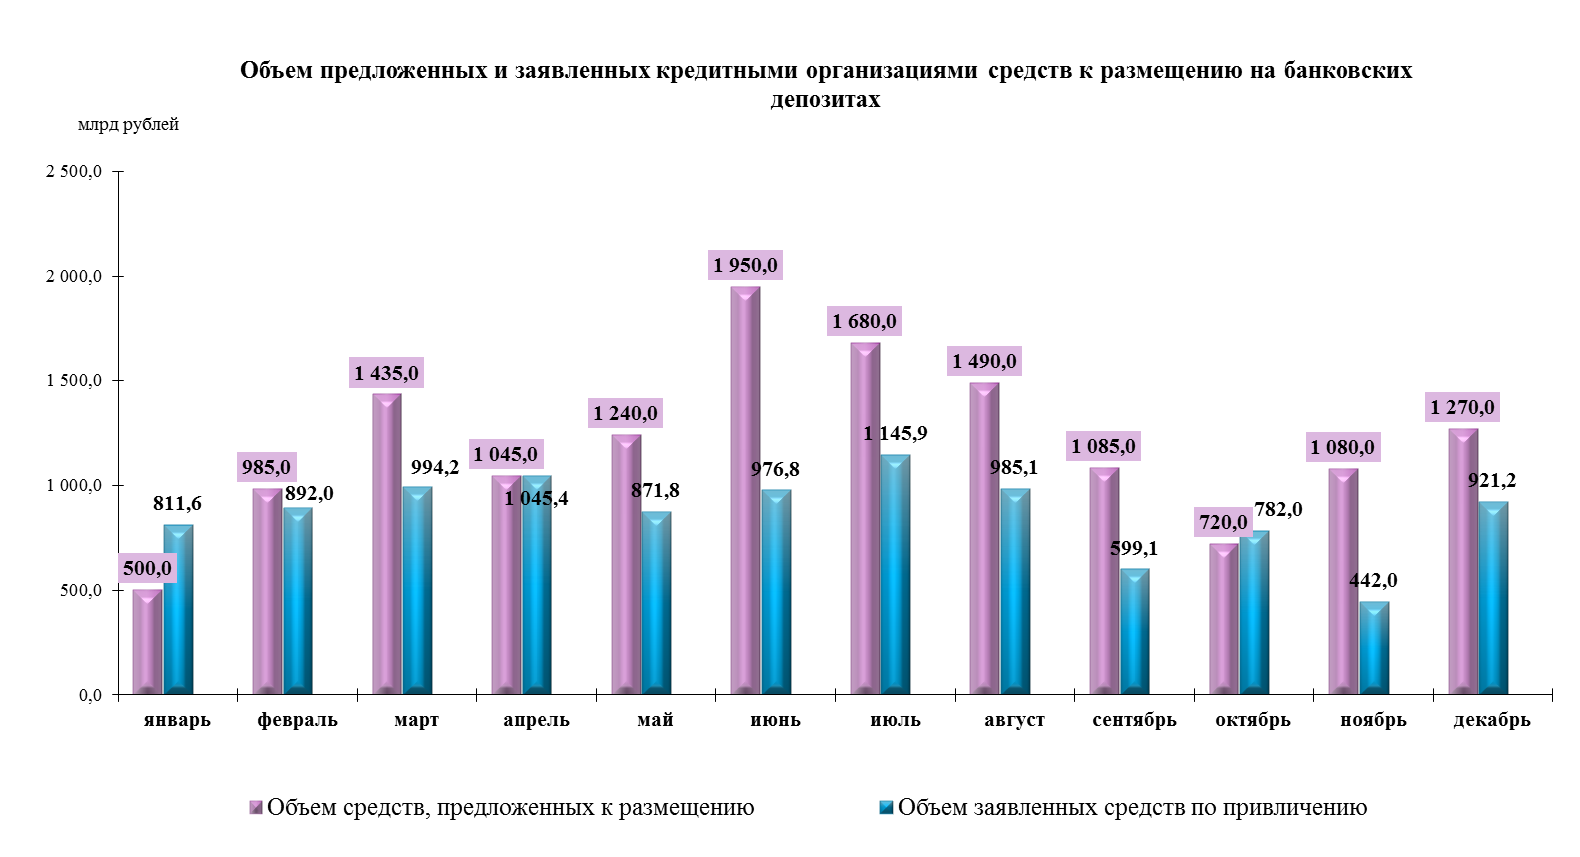 Объем предложенных и заявленных кредитными организациями средств к размещению на банковских
депозитах
млрд рублей
2 500,0
2 000,0
1 500,0
1 000,0
500,0
0,0
500,0
811,6
985,0
892,0
1 435,0
994,2
1 045,0
1 045,4
1 240,0
871,8
1 950,0
976,8
1 680,0
1 145,9
1 490,0
985,1
1 085,0
599,1
720,0
782,0
1 080,0
442,0
1 270,0
921,2
январь
февраль
март
апрель
май
июнь
июль
август
сентябрь
октябрь
ноябрь
декабрь
Объем средств, предложенных к размещению
Объем заявленных средств по привличению